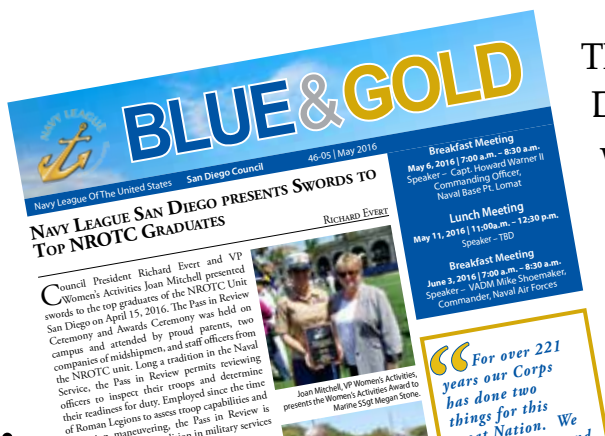 NAVY LEAGUE
BLUE&GOLD
Navy League Of The United States San Diego Council 46-05 | May 2016
NAVY LEAGUE SAN DIEGO PRESENTS SWORDS TO
TOP NROTC GRADUATES
RICHARD EVERT
Council President Richard Evert and VP
Women's Activities Joan Mitchell presented
swords to the top graduates of the NROTC Unit
San Diego on April 15, 2016. The Pass in Review
Ceremony and Awards Ceremony was held on
campus and attended by proud parents, two
companies of midshipmen, and staff officers from
the NROTC unit. Long a tradition in the Naval
Service, the Pass in Review permits reviewing
officers to inspect their troops and determine
their readiness for duty. Employed since the time
of Roman Legions to assess troop capabilities and
maneuvering, the Pass in Review is
in military services
Joan Mitchell, VP Women's Activities,
presents the Women's Activities Award to
Marine SSgt Megan Stone.
Breakfast Meeting
May 6, 2016 | 7:00 a.m. – 8:30 a.m.
Speaker – Capt. Howard Warner II
Commanding Officer,
Naval Base Pt. Lomat
Lunch Meeting
May 11, 2016 | 11:00a.m. – 12:30 p.m.
Speaker – TBD
Breakfast Meeting
June 3, 2016 | 7:00 a.m. – 8:30 a.m.
Speaker – VADM Mike Shoemaker,
Commander, Naval Air Forces
“For over 221
years our Corps
has done two
things for this
Nation. We